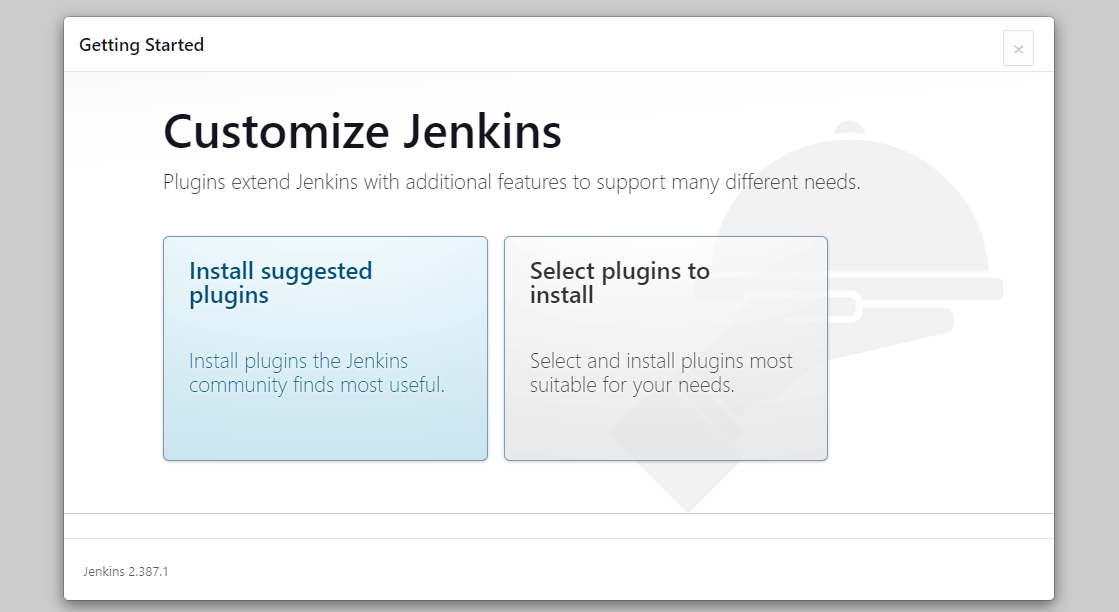 Getting Started
×
Customize Jenkins
Plugins extend Jenkins with additional features to support many different needs.
Install suggested
plugins
Install plugins the Jenkins
community finds most useful.
Select plugins to
install
Select and install plugins most
suitable for your needs.
Jenkins 2.387.1